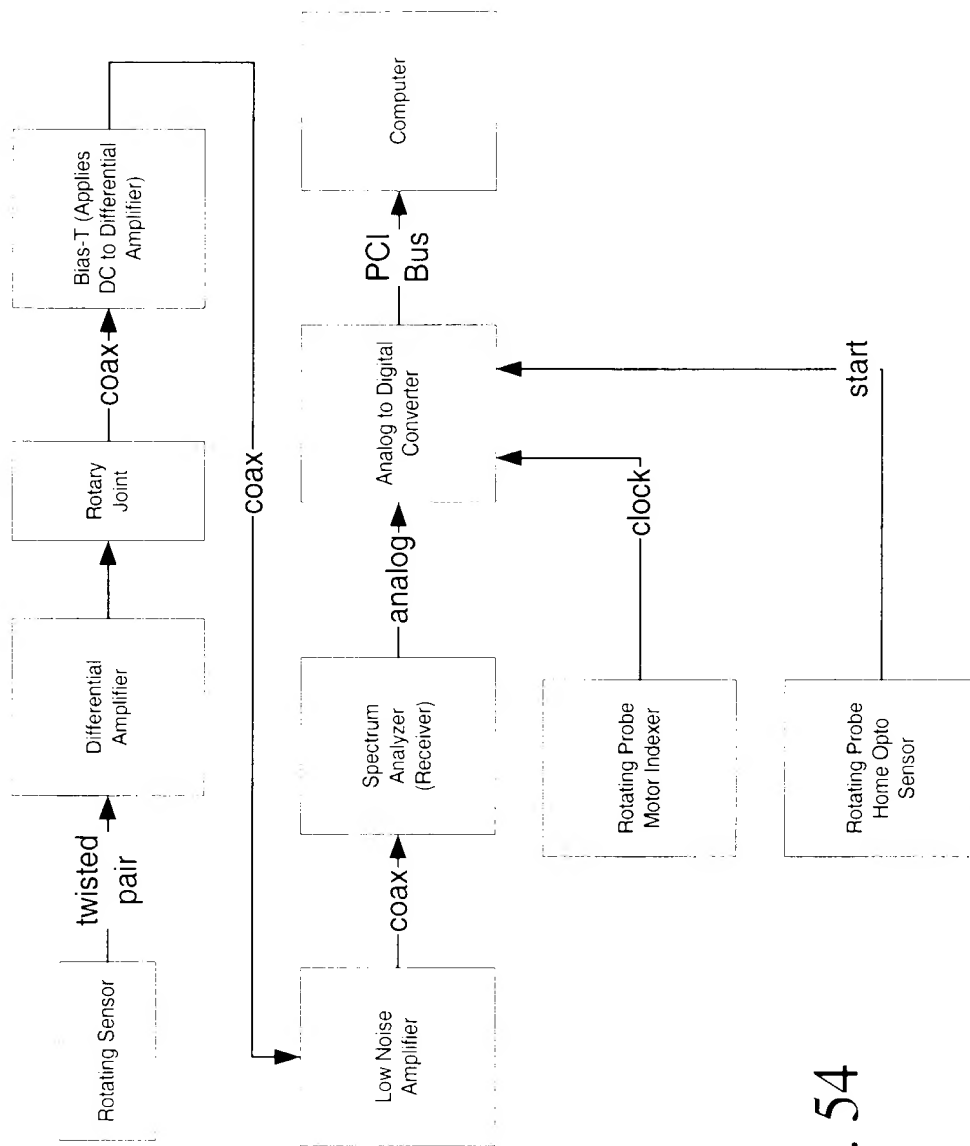 Rotating Sensor
twisted
pair
Differential
Amplifier
Rotary
Joint
coax
Bias-T (Applies
DC to Differential
Amplifier)
coax
Low Noise
Amplifier
coax
Spectrum
Analyzer
(Receiver)
analog
Analog to Digital
Converter
PCI
Bus
Computer
Rotating Probe
Motor Indexer
clock
Rotating Probe
Home Opto
Sensor
start
. 54